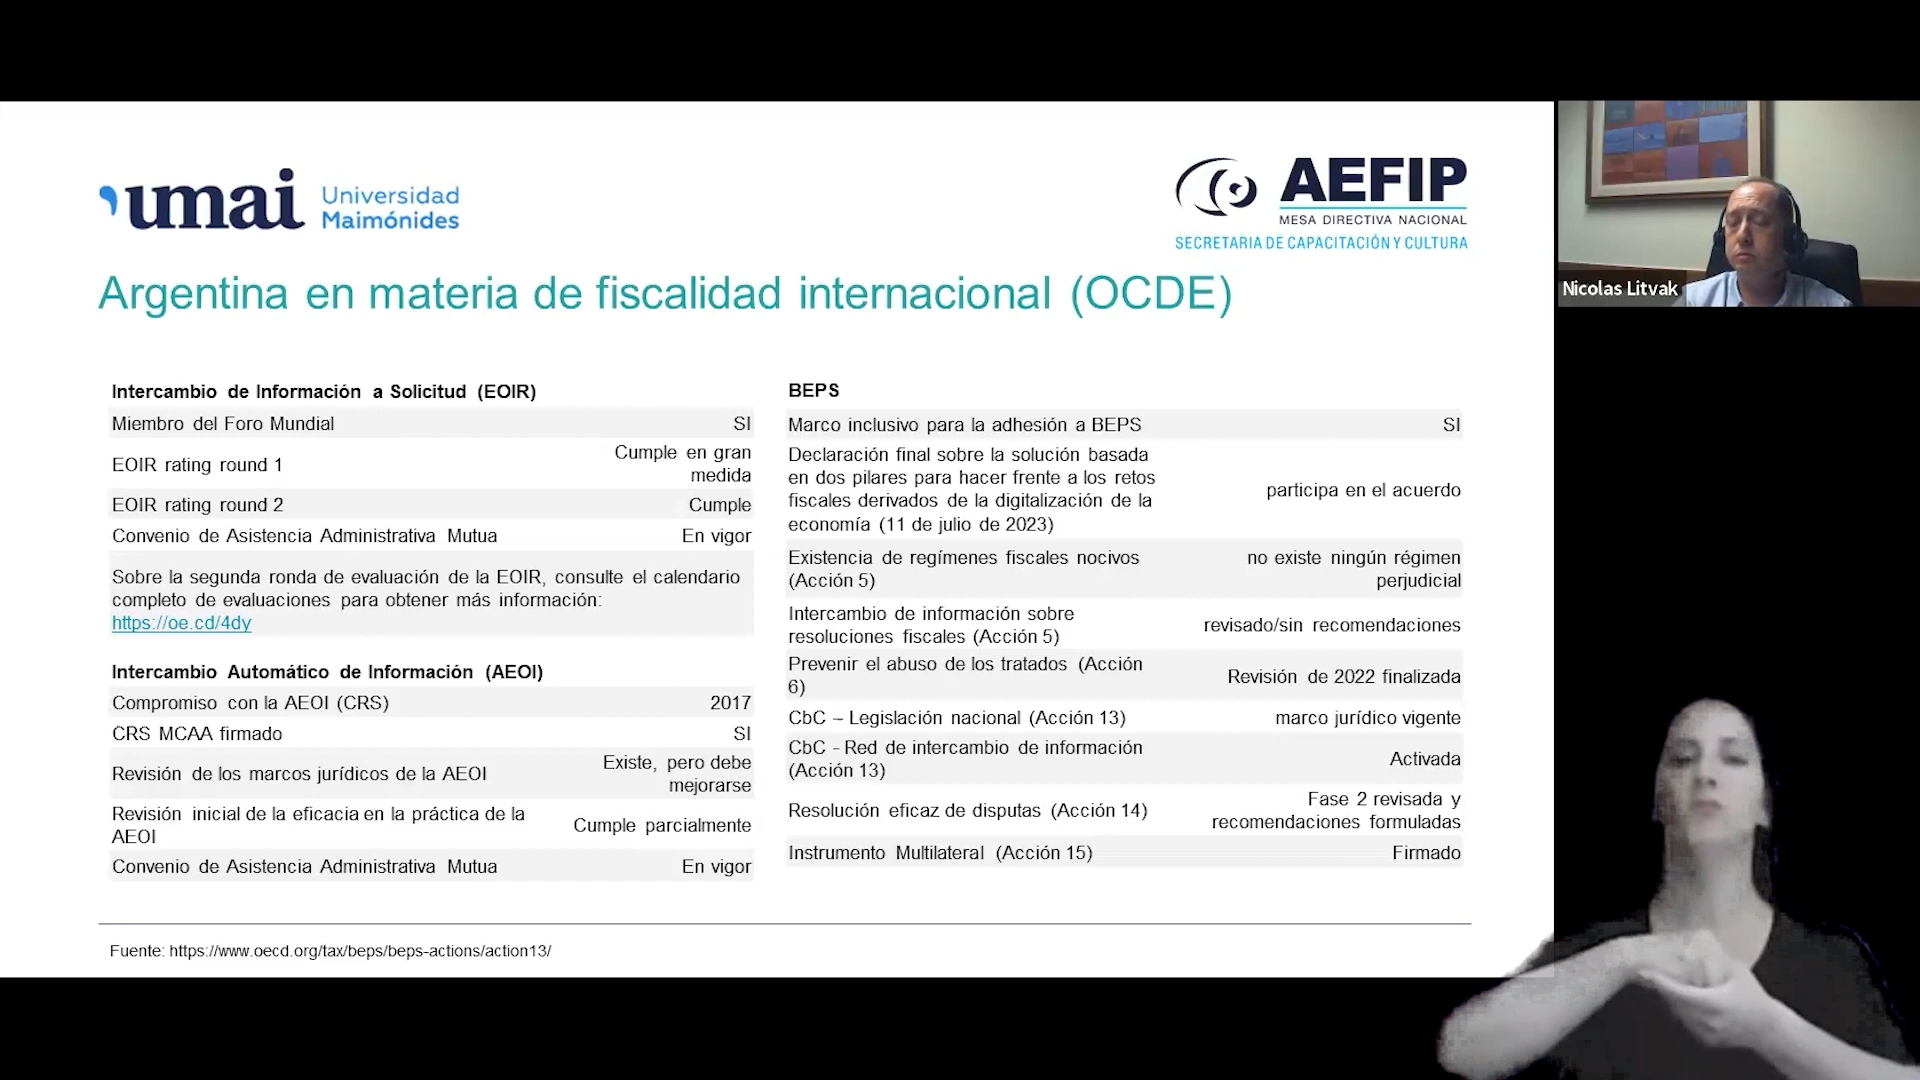 umai Universidad
Maimónides
AEFIP
MESA DIRECTIVA NACIONAL
SECRETARIA DE CAPACITACIÓN Y CULTURA
Argentina en materia de fiscalidad internacional (OCDE)
Intercambio de Información a Solicitud (EOIR)
Miembro del Foro Mundial SI
EOIR rating round 1 Cumple en gran
medida
EOIR rating round 2 Cumple
Convenio de Asistencia Administrativa Mutua En vigor
Sobre la segunda ronda de evaluación de la EOIR, consulte el calendario
completo de evaluaciones para obtener más información:
https://oe.cd/4dy
Intercambio Automático de Información (AEOI)
Compromiso con la AEOI (CRS) 2017
CRS MCAA firmado SI
Revisión de los marcos jurídicos de la AEOI Existe, pero debe
mejorarse
Revisión inicial de la eficacia en la práctica de la
AEOI Cumple parcialmente
Convenio de Asistencia Administrativa Mutua En vigor
BEPS
Marco inclusivo para la adhesión a BEPS SI
Declaración final sobre la solución basada
en dos pilares para hacer frente a los retos
fiscales derivados de la digitalización de la
economía (11 de julio de 2023) participa en el acuerdo
Existencia de regímenes fiscales nocivos
(Acción 5) no existe ningún régimen
perjudicial
Intercambio de información sobre
resoluciones fiscales (Acción 5) revisado/sin recomendaciones
Prevenir el abuso de los tratados (Acción
6) Revisión de 2022 finalizada
CbC – Legislación nacional (Acción 13) marco jurídico vigente
CbC - Red de intercambio de información
(Acción 13) Activada
Resolución eficaz de disputas (Acción 14) Fase 2 revisada y
recomendaciones formuladas
Instrumento Multilateral (Acción 15) Firmado
Fuente: https://www.oecd.org/tax/beps/beps-actions/action13/
Nicolas Litvak